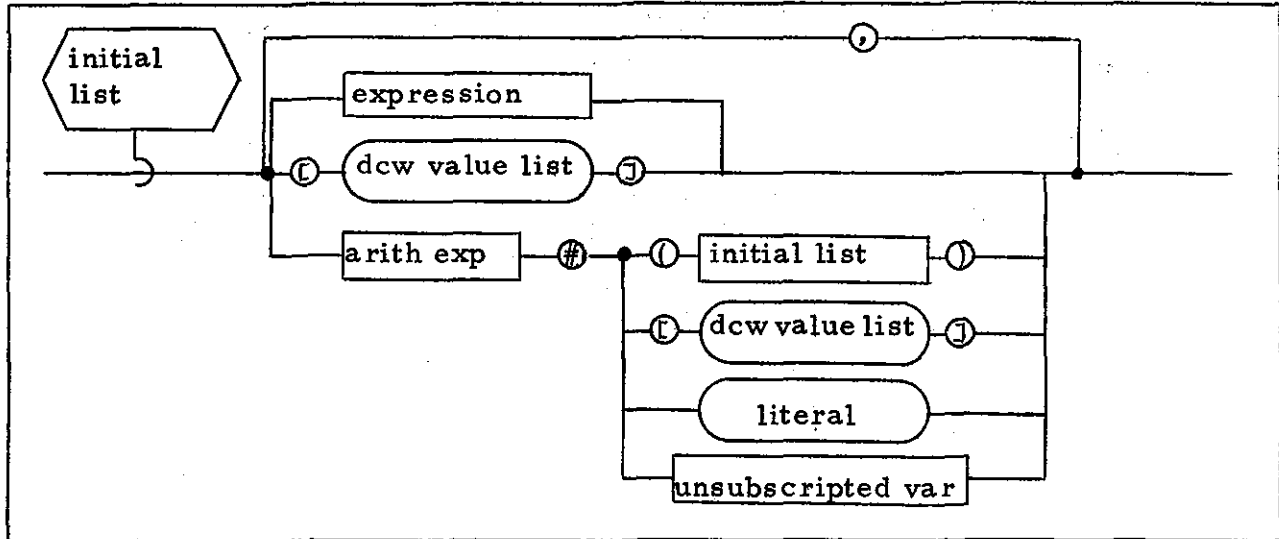 initial
list
,
expression
[ dcw value list ]
arith exp # ( initial list )
[ dcw value list ]
literal
unsubscripted var